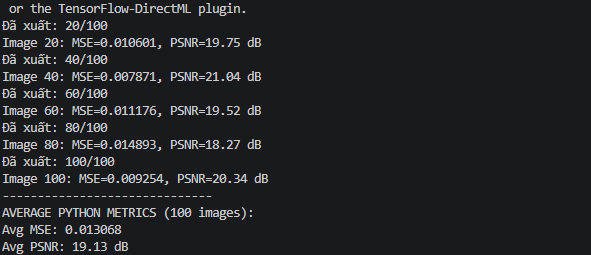 or the TensorFlow-DirectML plugin.
Đã xuất: 20/100
Image 20: MSE=0.010601, PSNR=19.75 dB
Đã xuất: 40/100
Image 40: MSE=0.007871, PSNR=21.04 dB
Đã xuất: 60/100
Image 60: MSE=0.011176, PSNR=19.52 dB
Đã xuất: 80/100
Image 80: MSE=0.014893, PSNR=18.27 dB
Đã xuất: 100/100
Image 100: MSE=0.009254, PSNR=20.34 dB
------------------------------
AVERAGE PYTHON METRICS (100 images):
Avg MSE: 0.013068
Avg PSNR: 19.13 dB